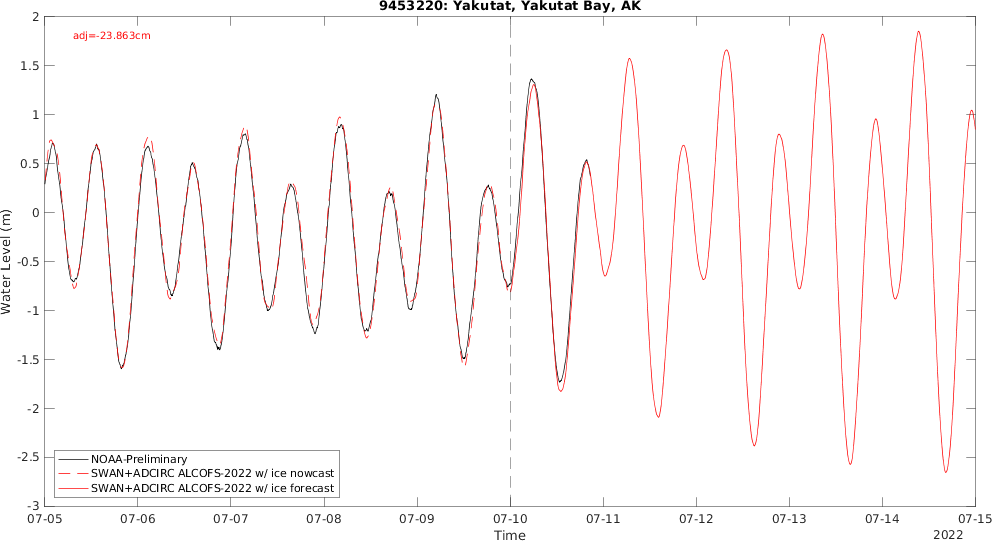 9453220: Yakutat, Yakutat Bay, AK
adj=-23.863cm
2
1.5
1
0.5
0
-0.5
-1
-1.5
-2
-2.5
-3
Water Level (m)
NOAA-Preliminary
SWAN+ADCIRC ALCOFS-2022 w/ ice nowcast
SWAN+ADCIRC ALCOFS-2022 w/ ice forecast
07-05 07-06 07-07 07-08 07-09 07-10 07-11 07-12 07-13 07-14 07-15
Time
2022